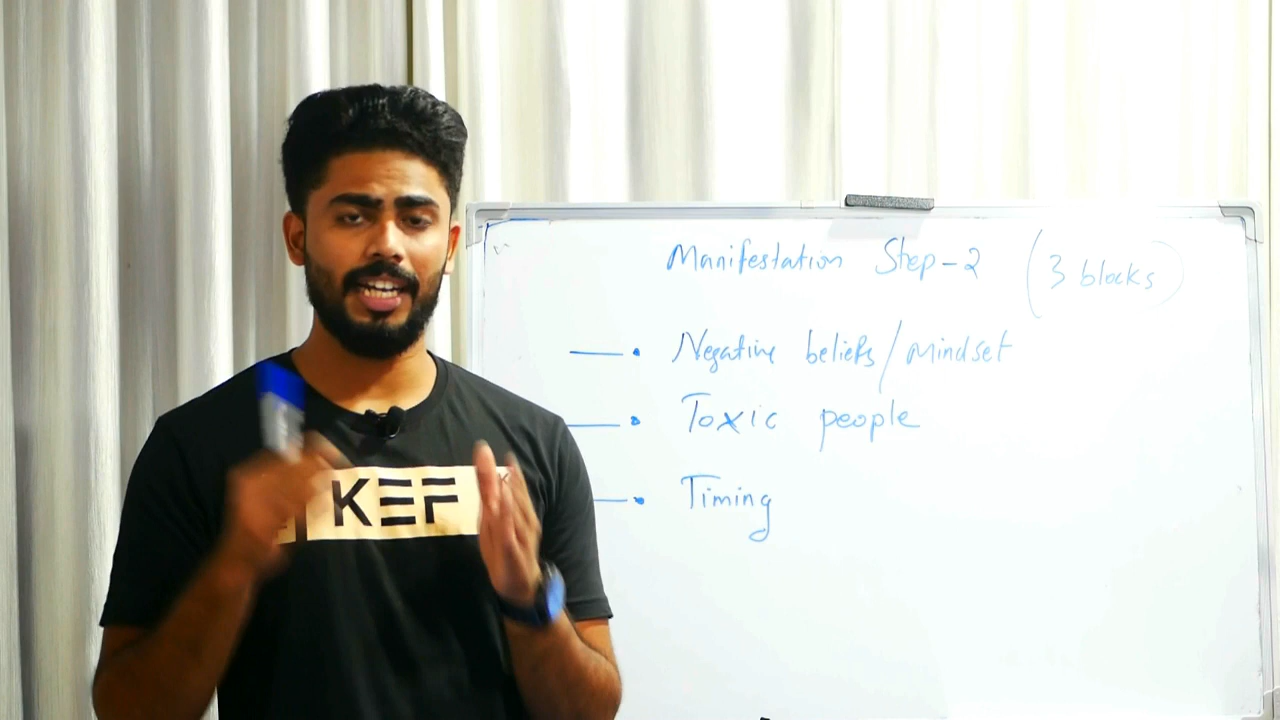 Manifestation Step-2 (3 blocks)
• Negative beliefs/mindset
• Toxic people
• Timing
KEF